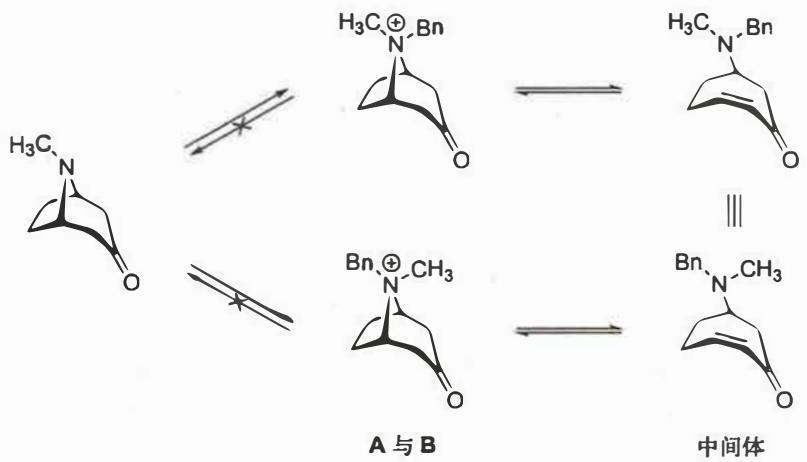 H₃C ⊕ Bn
N
O
H₃C Bn
N
O
H₃C
N
O
Bn ⊕ CH₃
N
O
Bn CH₃
N
O
A 与 B 中间体